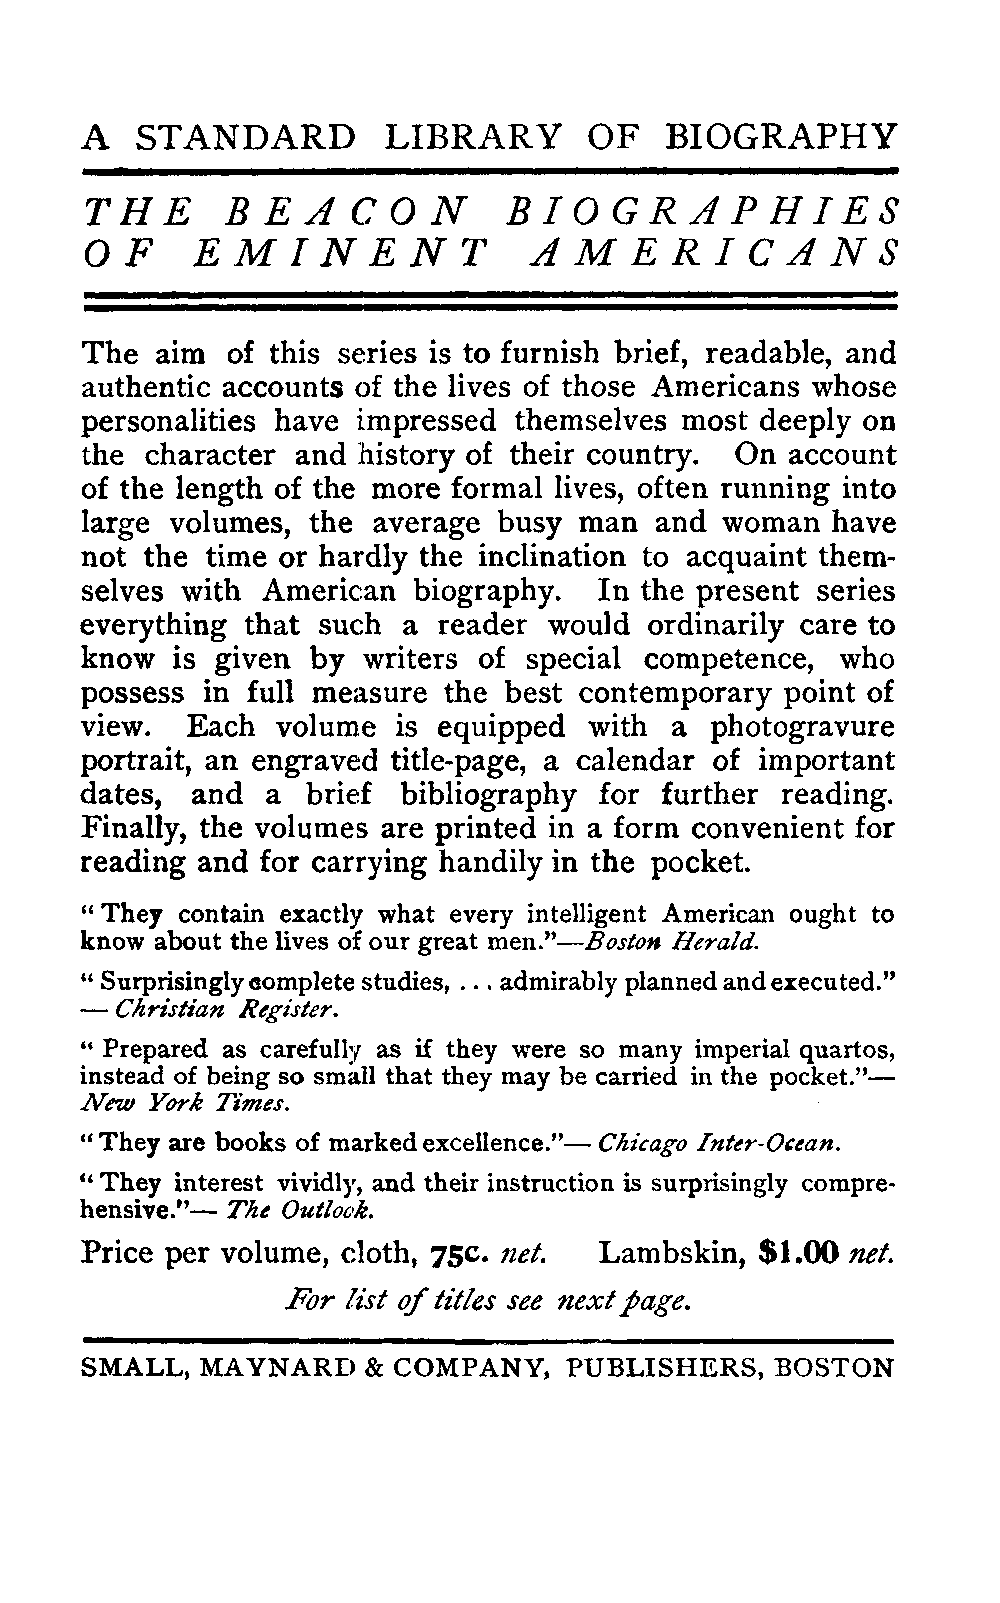 A STANDARD LIBRARY OF BIOGRAPHY
THE BEACON BIOGRAPHIES
OF EMINENT AMERICANS
The aim of this series is to furnish brief, readable, and
authentic accounts of the lives of those Americans whose
personalities have impressed themselves most deeply on
the character and history of their country. On account
of the length of the more formal lives, often running into
large volumes, the average busy man and woman have
not the time or hardly the inclination to acquaint them-
selves with American biography. In the present series
everything that such a reader would ordinarily care to
know is given by writers of special competence, who
possess in full measure the best contemporary point of
view. Each volume is equipped with a photogravure
portrait, an engraved title-page, a calendar of important
dates, and a brief bibliography for further reading.
Finally, the volumes are printed in a form convenient for
reading and for carrying handily in the pocket.
“They contain exactly what every intelligent American ought to
know about the lives of our great men.”—Boston Herald.
“Surprisingly complete studies, . . . admirably planned and executed.”
— Christian Register.
“Prepared as carefully as if they were so many imperial quartos,
instead of being so small that they may be carried in the pocket.”—
New York Times.
“They are books of marked excellence.”— Chicago Inter-Ocean.
“They interest vividly, and their instruction is surprisingly compre-
hensive.”— The Outlook.
Price per volume, cloth, 75c. net. Lambskin, $1.00 net.
For list of titles see next page.
SMALL, MAYNARD & COMPANY, PUBLISHERS, BOSTON